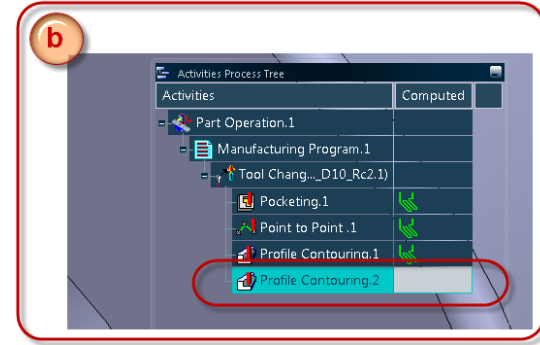 b
Activities Process Tree
Activities Computed
Part Operation.1
Manufacturing Program.1
Tool Chang..._D10_Rc2.1)
Pocketing.1
Point to Point .1
Profile Contouring.1
Profile Contouring.2